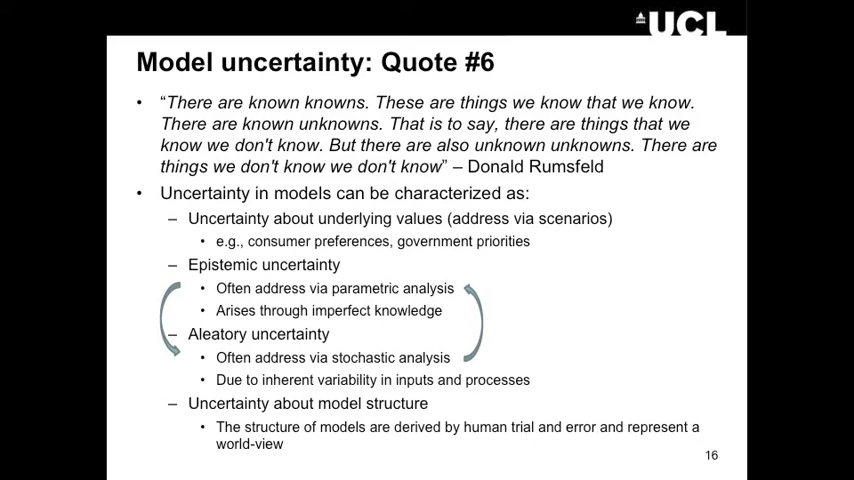 UCL
Model uncertainty: Quote #6
• “There are known knowns. These are things we know that we know.
There are known unknowns. That is to say, there are things that we
know we don't know. But there are also unknown unknowns. There are
things we don't know we don't know” – Donald Rumsfeld
• Uncertainty in models can be characterized as:
– Uncertainty about underlying values (address via scenarios)
• e.g., consumer preferences, government priorities
– Epistemic uncertainty
• Often address via parametric analysis
• Arises through imperfect knowledge
– Aleatory uncertainty
• Often address via stochastic analysis
• Due to inherent variability in inputs and processes
– Uncertainty about model structure
• The structure of models are derived by human trial and error and represent a
world-view
16